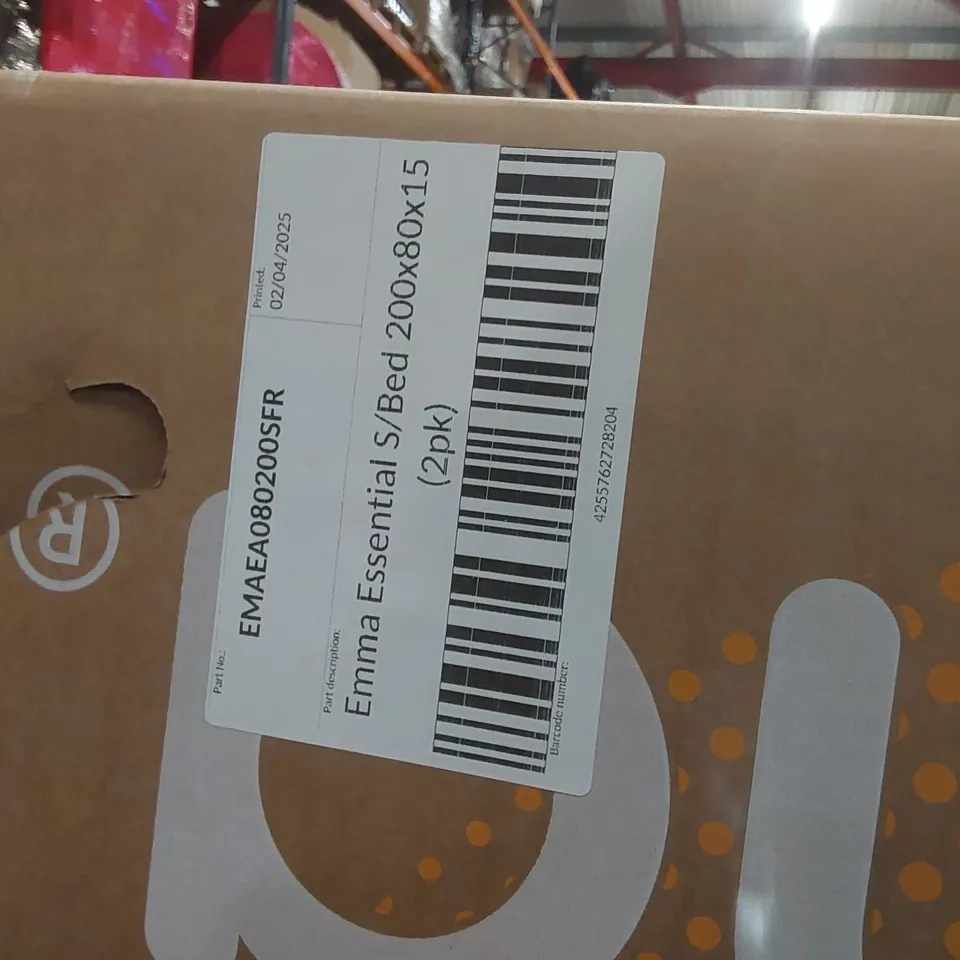 Part No.:
EMAEA080200SFR
Printed:
02/04/2025
Part description:
Emma Essential S/Bed 200x80x15
(2pk)
Barcode number:
4255762728204